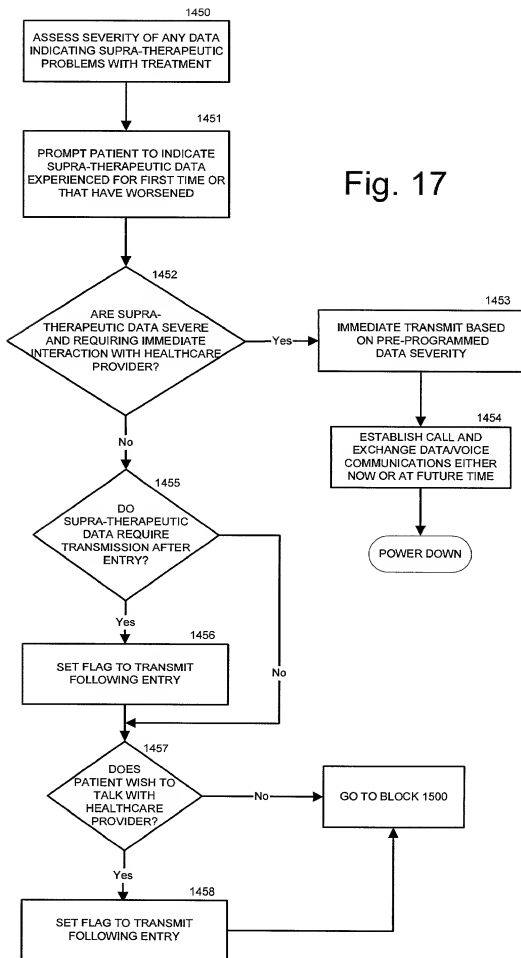 1450
ASSESS SEVERITY OF ANY DATA
INDICATING SUPRA-THERAPEUTIC
PROBLEMS WITH TREATMENT
1451
PROMPT PATIENT TO INDICATE
SUPRA-THERAPEUTIC DATA
EXPERIENCED FOR FIRST TIME OR
THAT HAVE WORSENED
Fig. 17
1452
ARE SUPRA-
THERAPEUTIC DATA SEVERE
AND REQUIRING IMMEDIATE
INTERACTION WITH HEALTHCARE
PROVIDER?
Yes
1453
IMMEDIATE TRANSMIT BASED
ON PRE-PROGRAMMED
DATA SEVERITY
1454
ESTABLISH CALL AND
EXCHANGE DATA/VOICE
COMMUNICATIONS EITHER
NOW OR AT FUTURE TIME
POWER DOWN
No
1455
DO
SUPRA-THERAPEUTIC
DATA REQUIRE
TRANSMISSION AFTER
ENTRY?
Yes
No
1456
SET FLAG TO TRANSMIT
FOLLOWING ENTRY
1457
DOES
PATIENT WISH TO
TALK WITH
HEALTHCARE
PROVIDER?
No
GO TO BLOCK 1500
Yes
1458
SET FLAG TO TRANSMIT
FOLLOWING ENTRY